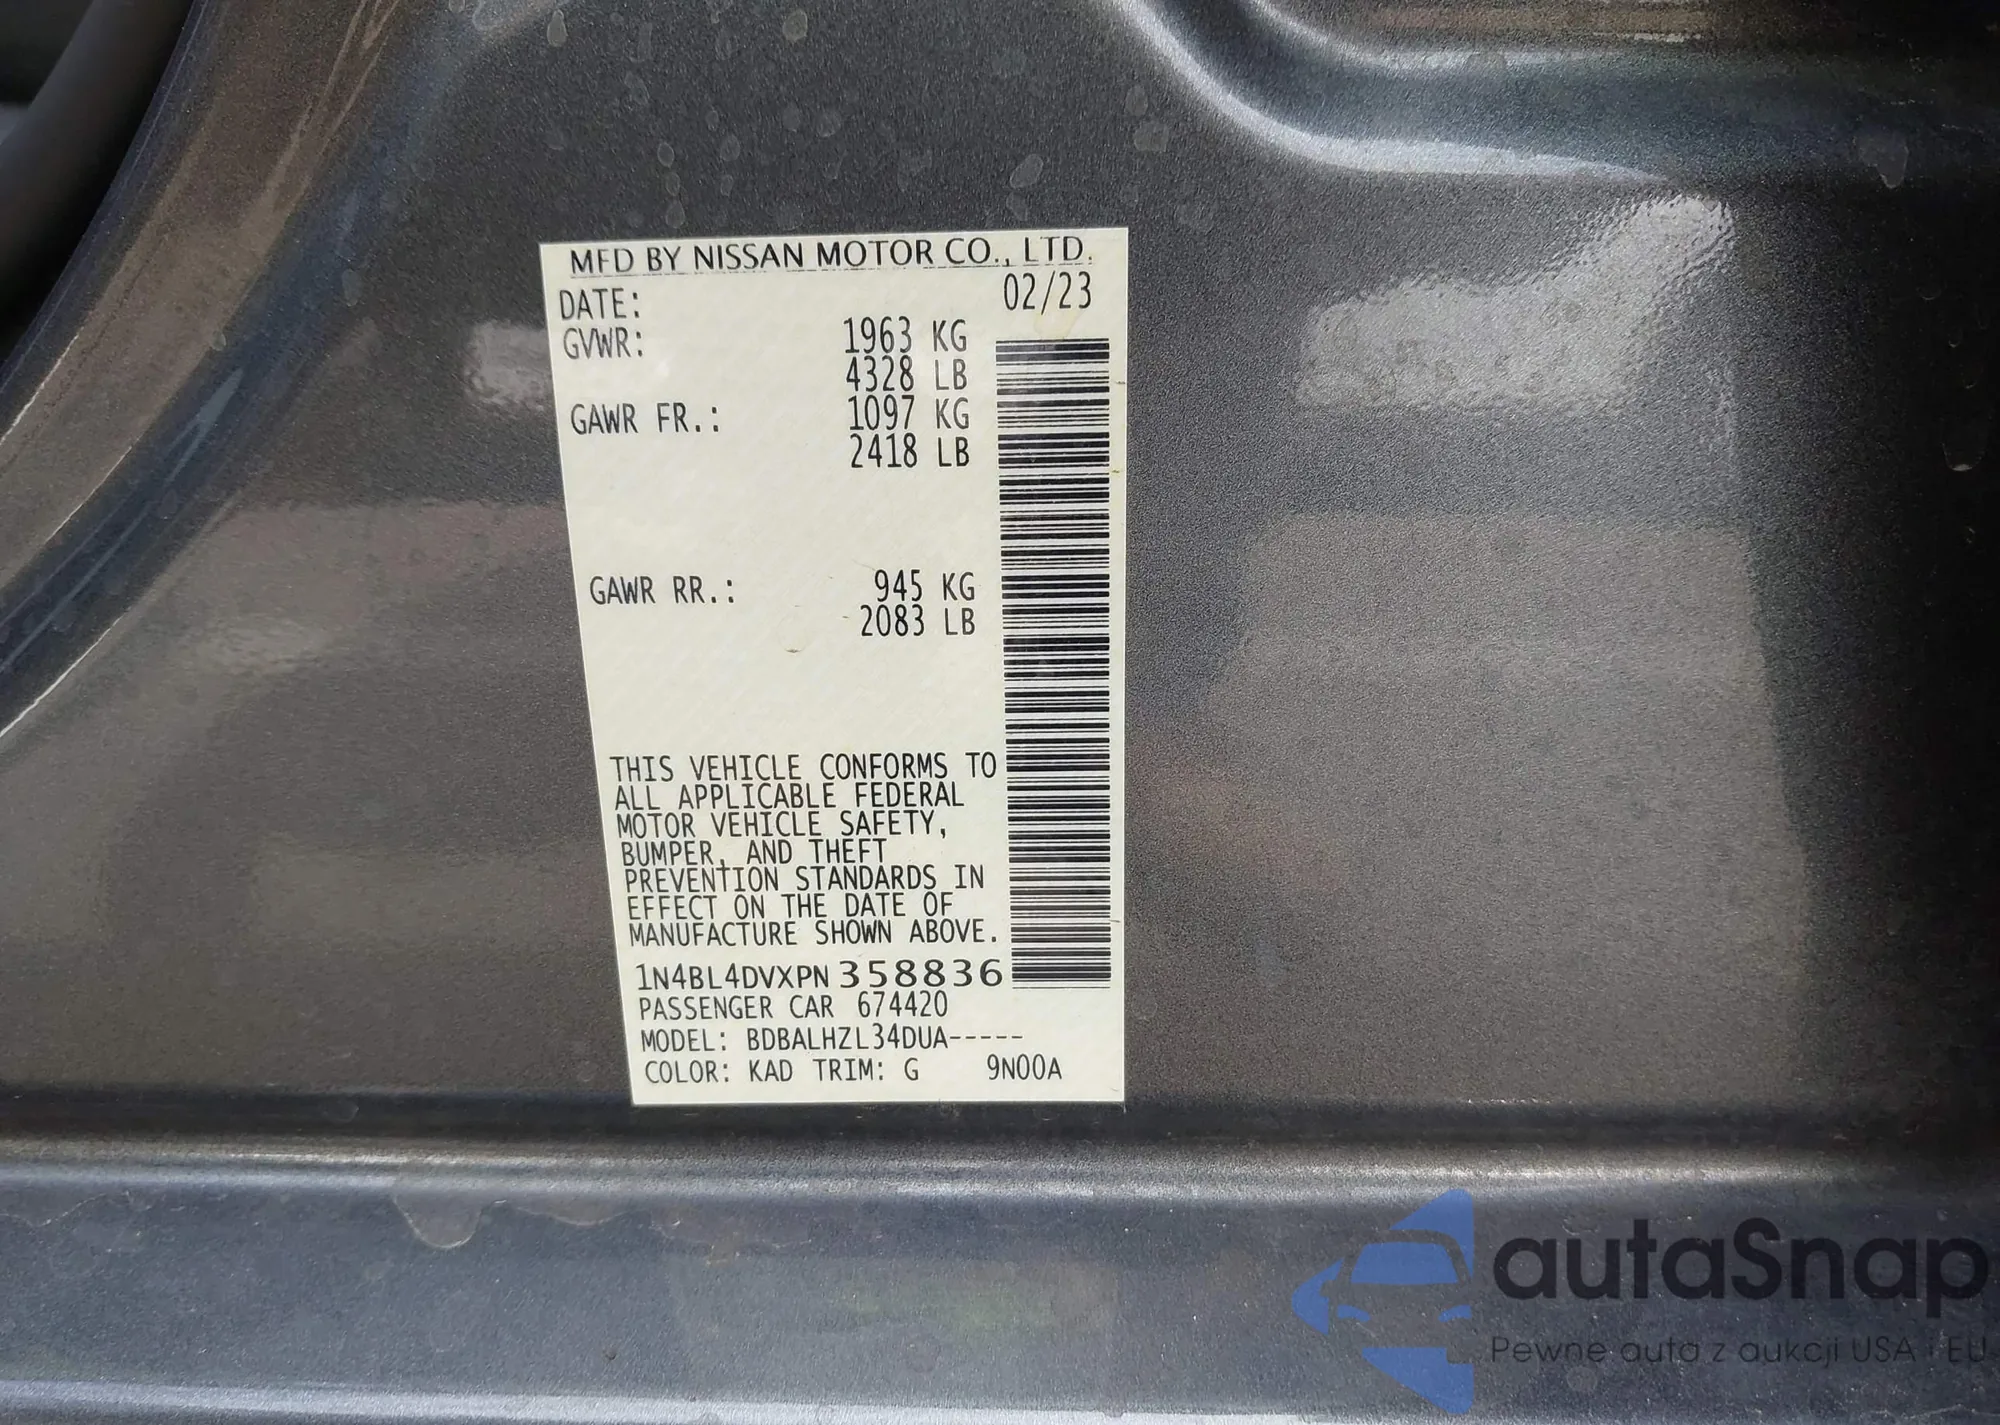 MFD BY NISSAN MOTOR CO., LTD.
DATE: 02/23
GVWR: 1963 KG
4328 LB
GAWR FR.: 1097 KG
2418 LB
GAWR RR.: 945 KG
2083 LB
THIS VEHICLE CONFORMS TO
ALL APPLICABLE FEDERAL
MOTOR VEHICLE SAFETY,
BUMPER, AND THEFT
PREVENTION STANDARDS IN
EFFECT ON THE DATE OF
MANUFACTURE SHOWN ABOVE.
1N4BL4DVXPN358836
PASSENGER CAR 674420
MODEL: BDBALHZL34DUA-----
COLOR: KAD TRIM: G 9N00A
autaSnap
Pewne auta z aukcji USA i EU